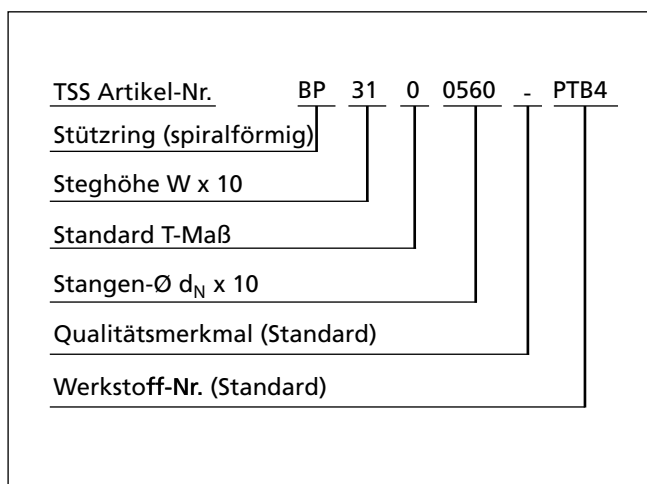 TSS Artikel-Nr. BP 31 0 0560 - PTB4
Stützring (spiralförmig)
Steghöhe W x 10
Standard T-Maß
Stangen-Ø dN x 10
Qualitätsmerkmal (Standard)
Werkstoff-Nr. (Standard)